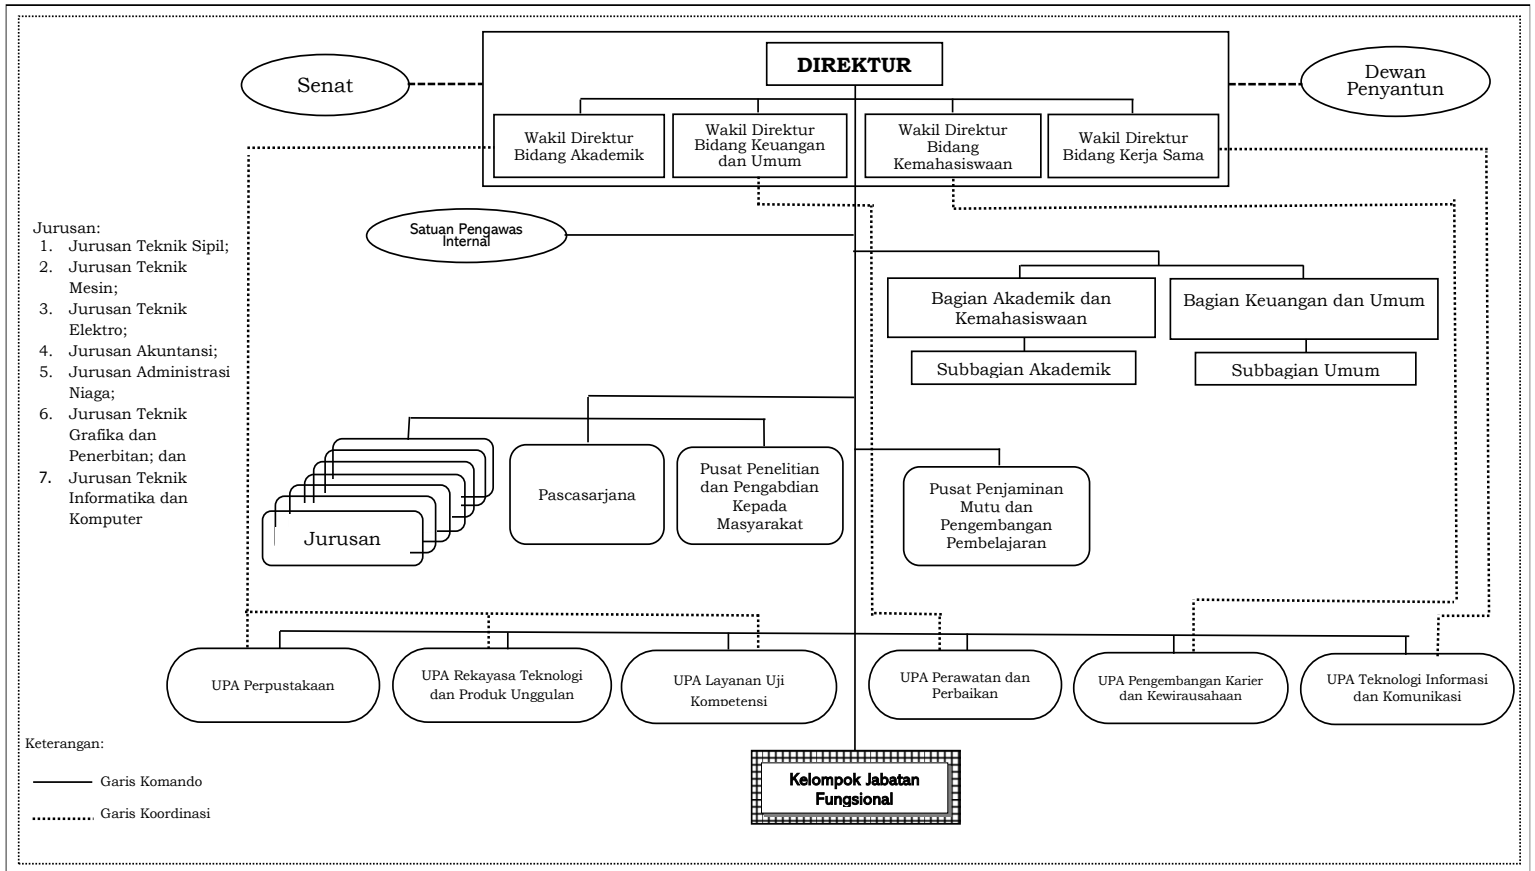 DIREKTUR
Senat
Dewan
Penyantun
Wakil Direktur
Bidang Akademik
Wakil Direktur
Bidang Keuangan
dan Umum
Wakil Direktur
Bidang
Kemahasiswaan
Wakil Direktur
Bidang Kerja Sama
Satuan Pengawas
Internal
Jurusan:
1. Jurusan Teknik Sipil;
2. Jurusan Teknik
Mesin;
3. Jurusan Teknik
Elektro;
4. Jurusan Akuntansi;
5. Jurusan Administrasi
Niaga;
6. Jurusan Teknik
Grafika dan
Penerbitan; dan
7. Jurusan Teknik
Informatika dan
Komputer
Bagian Akademik dan
Kemahasiswaan
Bagian Keuangan dan Umum
Subbagian Akademik
Subbagian Umum
Jurusan
Pascasarjana
Pusat Penelitian
dan Pengabdian
Kepada
Masyarakat
Pusat Penjaminan
Mutu dan
Pengembangan
Pembelajaran
UPA Perpustakaan
UPA Rekayasa Teknologi
dan Produk Unggulan
UPA Layanan Uji
Kompetensi
UPA Perawatan dan
Perbaikan
UPA Pengembangan Karier
dan Kewirausahaan
UPA Teknologi Informasi
dan Komunikasi
Keterangan:
Garis Komando
Garis Koordinasi
Kelompok Jabatan
Fungsional